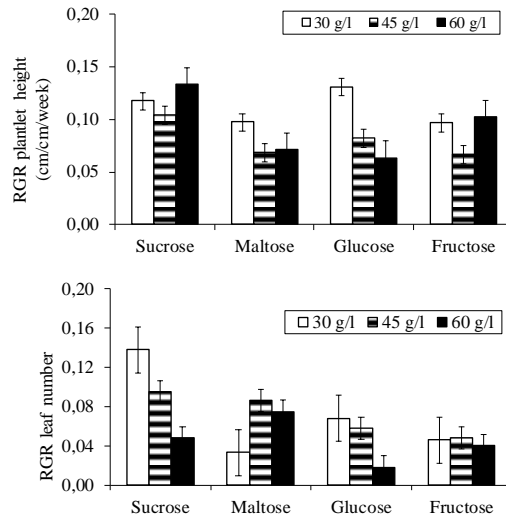 RGR plantlet height
(cm/cm/week)
0,20
0,15
0,10
0,05
0,00
30 g/l 45 g/l 60 g/l
Sucrose Maltose Glucose Fructose
RGR leaf number
0,20
0,16
0,12
0,08
0,04
0,00
30 g/l 45 g/l 60 g/l
Sucrose Maltose Glucose Fructose